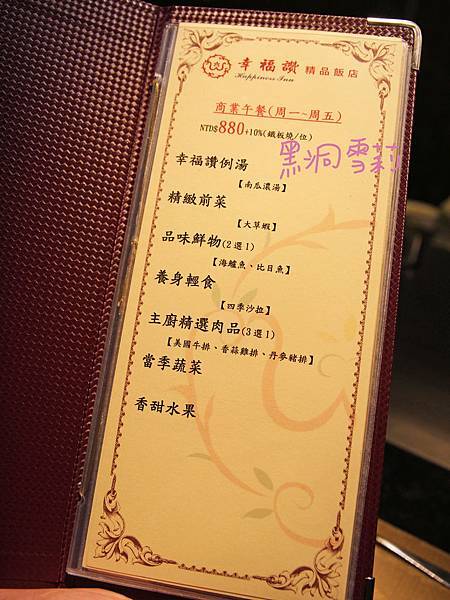 幸福讚 精品飯店
Happiness Inn
商業午餐(周一~周五)
NTD$880+10%(鐵板燒/位)
黑洞雪莉
幸福讚例湯
【南瓜濃湯】
精緻前菜
【大草蝦】
品味鮮物(2選1)
【海鱸魚、比目魚】
養身輕食
【四季沙拉】
主廚精選肉品(3選1)
【美國牛排、香蒜雞排、丹麥豬排】
當季蔬菜
香甜水果